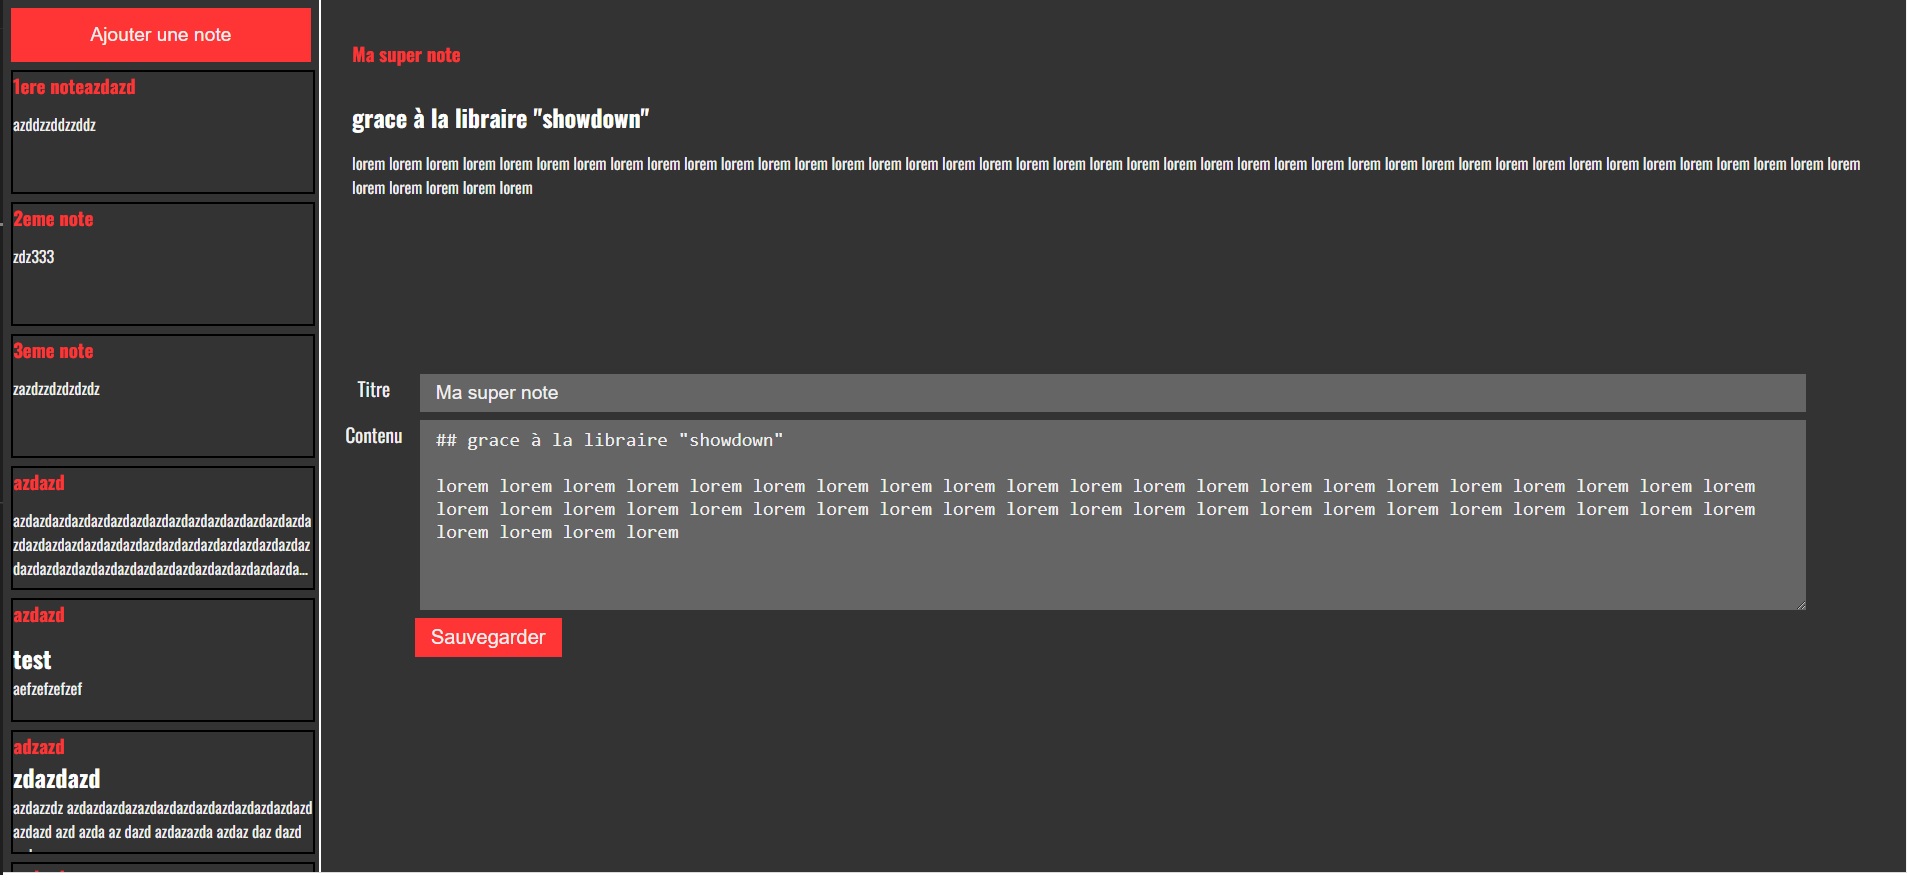 Ajouter une note
1ere noteazdazd
azddzzddzzddz
2eme note
zdz333
3eme note
zazdzzdzdzdzdz
azdazd
azdazdazdazdazdazdazdazdazdazdazdazdazdazdazda
zdazdazdazdazdazdazdazdazdazdazdazdazdazdazdaz
dazdazdazdazdazdazdazdazdazdazdazdazdazdazda...
azdazd
test
aefzefzefzef
adzazd
zdazdazd
azdazzdz azdazdazdazazdazdazdazdazdazdazdazdazd
azdazd azd azda az dazd azdazazda azdaz daz dazd
Ma super note
grace à la libraire "showdown"
lorem lorem lorem lorem lorem lorem lorem lorem lorem lorem lorem lorem lorem lorem lorem lorem lorem lorem lorem lorem lorem lorem lorem lorem lorem lorem lorem lorem lorem lorem lorem lorem lorem lorem lorem lorem lorem lorem lorem lorem lorem
lorem lorem lorem lorem lorem
Titre
Ma super note
Contenu
## grace à la libraire "showdown"
lorem lorem lorem lorem lorem lorem lorem lorem lorem lorem lorem lorem lorem lorem lorem lorem lorem lorem lorem lorem lorem
lorem lorem lorem lorem lorem lorem lorem lorem lorem lorem lorem lorem lorem lorem lorem lorem lorem lorem lorem lorem lorem
lorem lorem lorem lorem
Sauvegarder